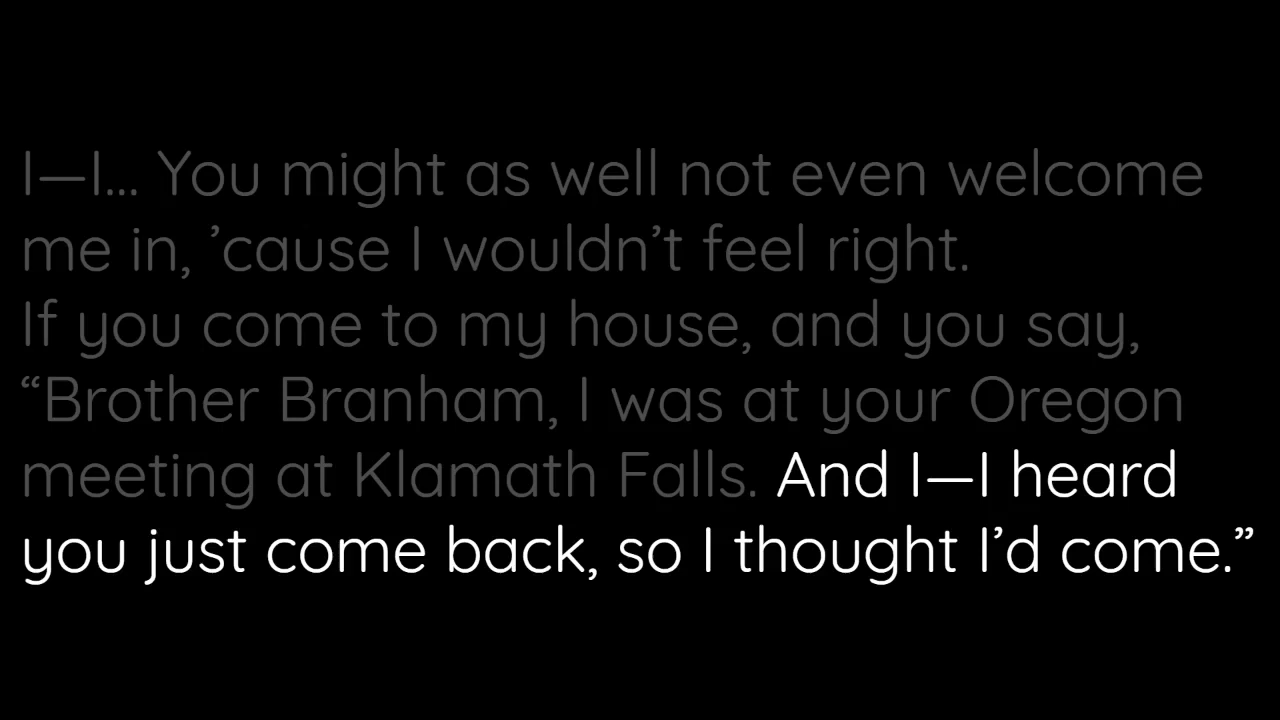 I—I... You might as well not even welcome
me in, ’cause I wouldn’t feel right.
If you come to my house, and you say,
“Brother Branham, I was at your Oregon
meeting at Klamath Falls. And I—I heard
you just come back, so I thought I’d come.”